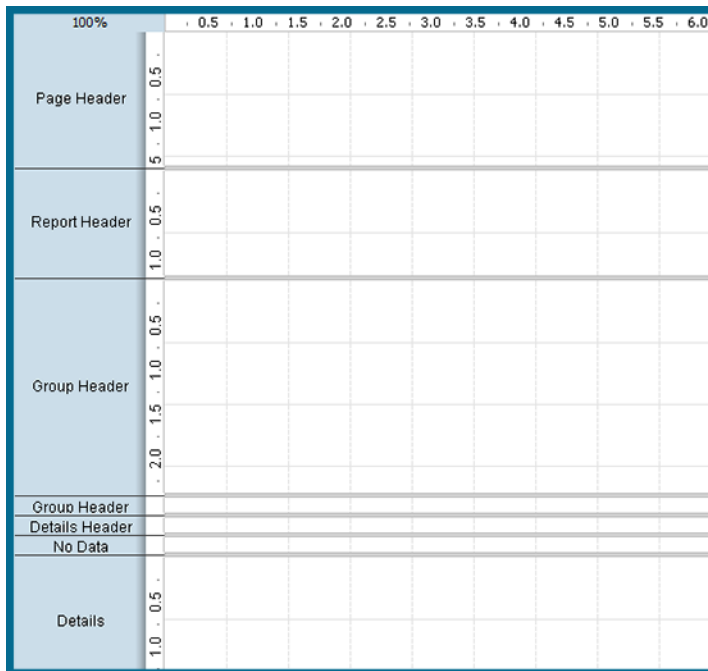 100% 0.5 1.0 1.5 2.0 2.5 3.0 3.5 4.0 4.5 5.0 5.5 6.0
Page Header
0.5 1.0 5
Report Header
0.5 1.0
Group Header
0.5 1.0 1.5 2.0
Group Header
Details Header
No Data
Details
0.5 1.0